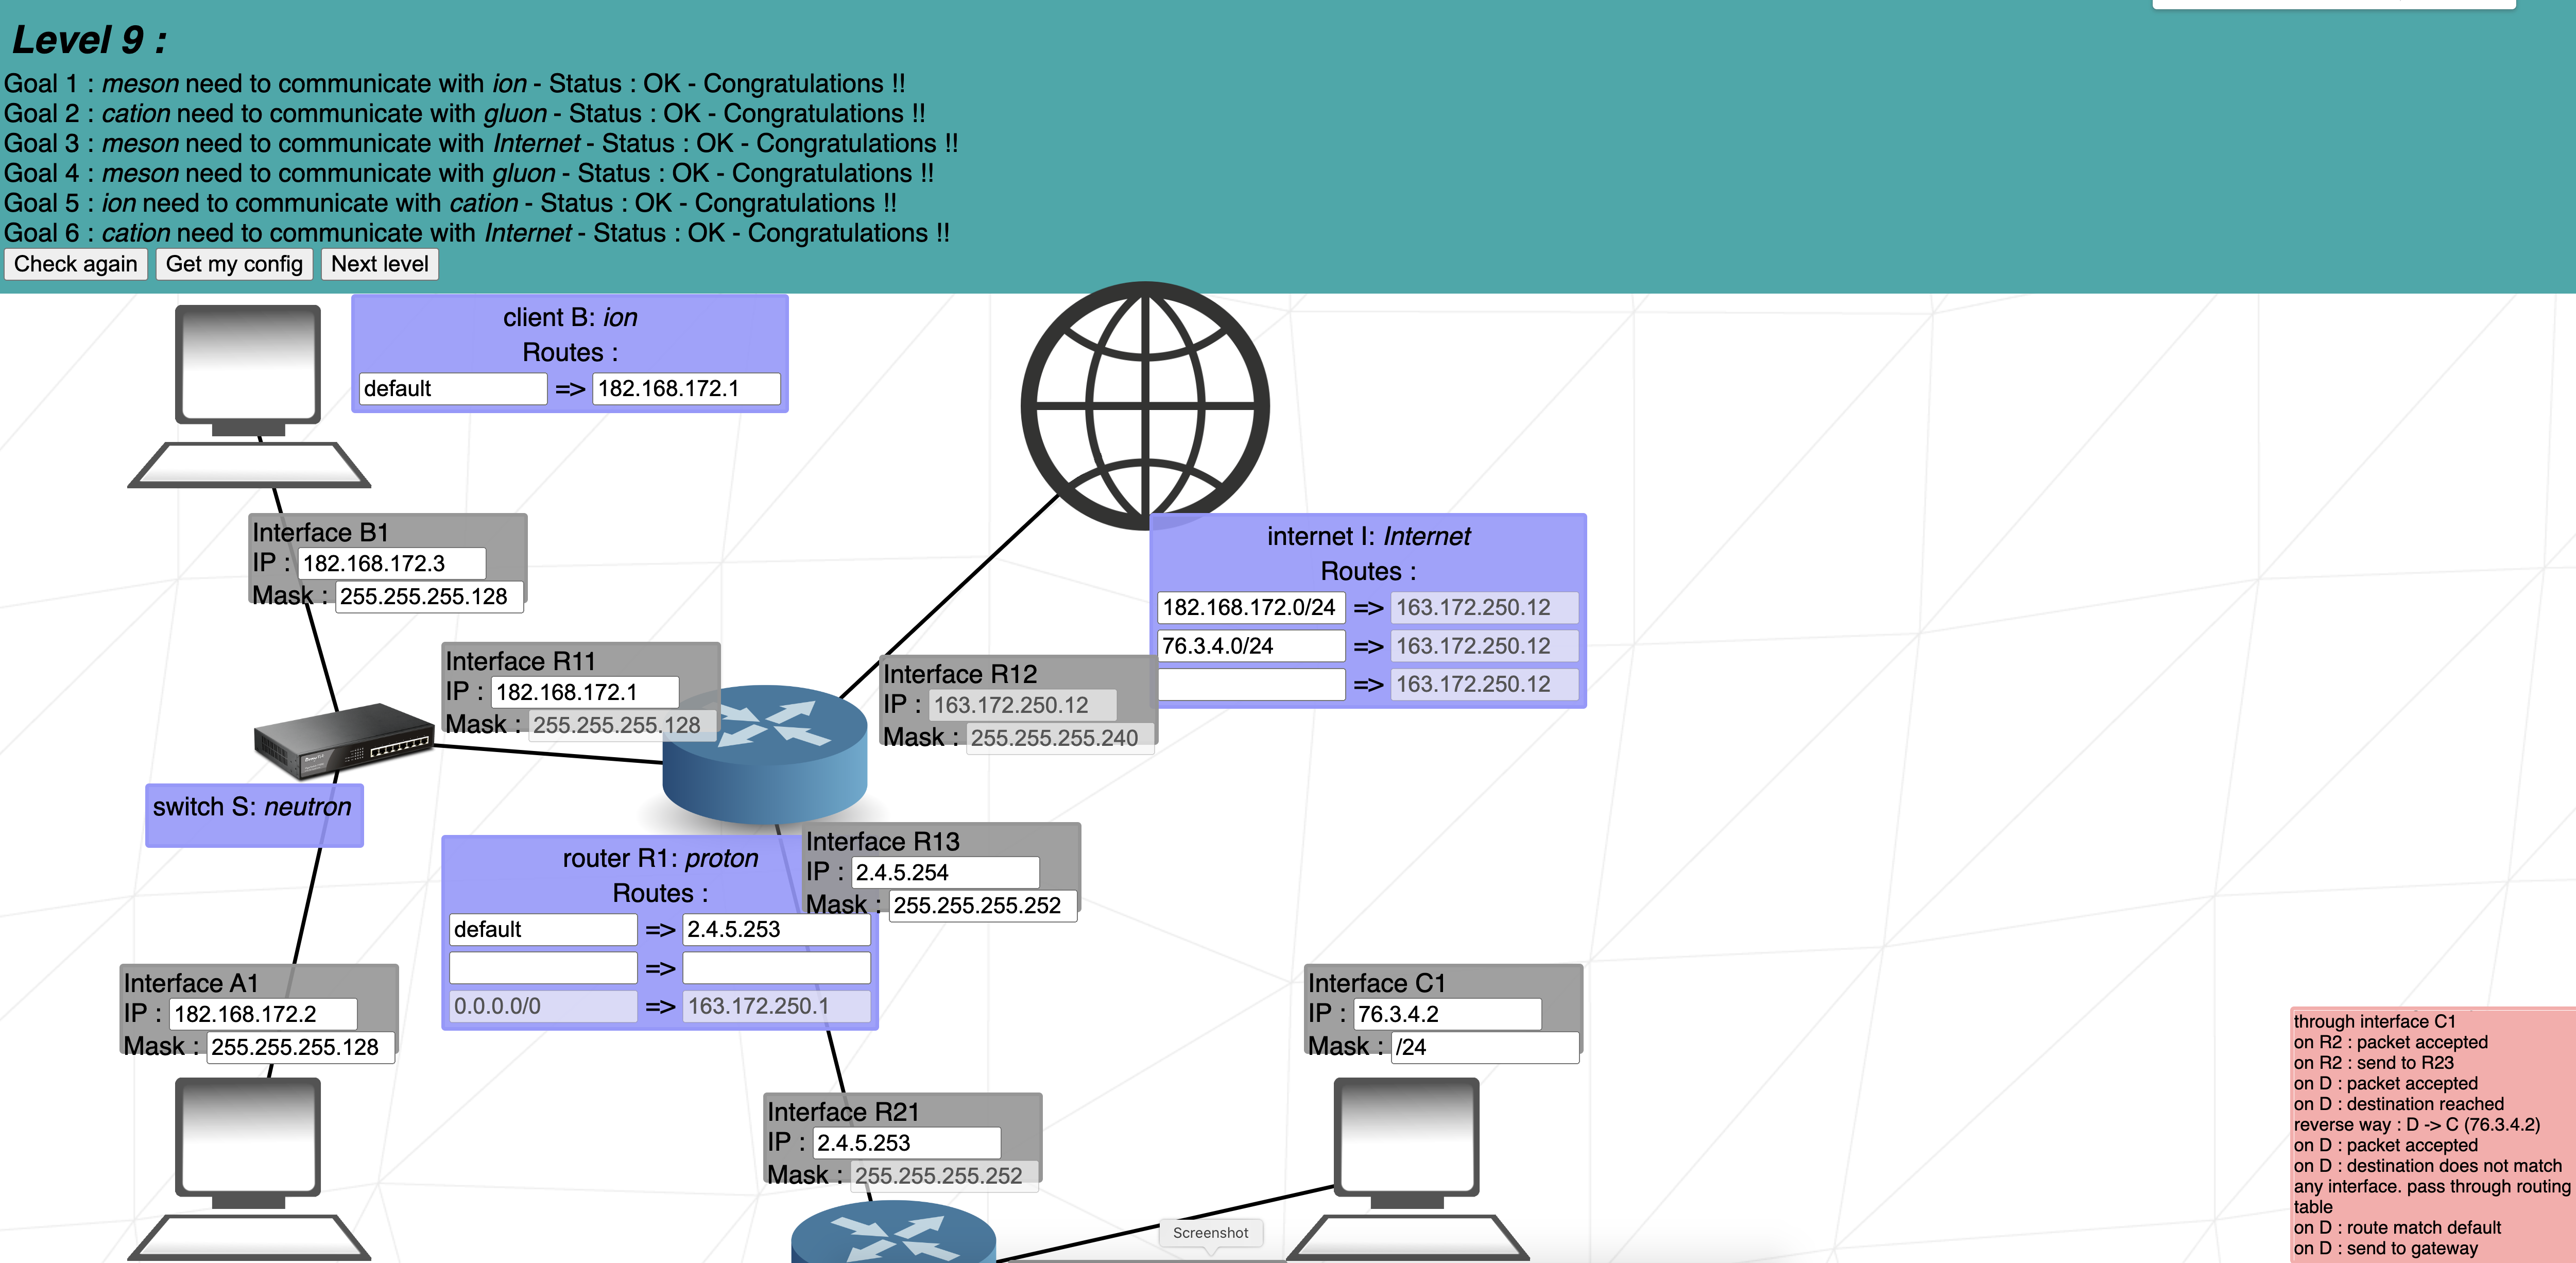 Level 9 :
Goal 1 : meson need to communicate with ion - Status : OK - Congratulations !!
Goal 2 : cation need to communicate with gluon - Status : OK - Congratulations !!
Goal 3 : meson need to communicate with Internet - Status : OK - Congratulations !!
Goal 4 : meson need to communicate with gluon - Status : OK - Congratulations !!
Goal 5 : ion need to communicate with cation - Status : OK - Congratulations !!
Goal 6 : cation need to communicate with Internet - Status : OK - Congratulations !!
Check again Get my config Next level
client B: ion
Routes :
default => 182.168.172.1
Interface B1
IP : 182.168.172.3
Mask : 255.255.255.128
internet I: Internet
Routes :
182.168.172.0/24 => 163.172.250.12
76.3.4.0/24 => 163.172.250.12
=> 163.172.250.12
Interface R11
IP : 182.168.172.1
Mask : 255.255.255.128
Interface R12
IP : 163.172.250.12
Mask : 255.255.255.240
switch S: neutron
router R1: proton
Routes :
default => 2.4.5.253
=>
0.0.0.0/0 => 163.172.250.1
Interface R13
IP : 2.4.5.254
Mask : 255.255.255.252
Interface A1
IP : 182.168.172.2
Mask : 255.255.255.128
Interface C1
IP : 76.3.4.2
Mask : /24
Interface R21
IP : 2.4.5.253
Mask : 255.255.255.252
Screenshot
through interface C1
on R2 : packet accepted
on R2 : send to R23
on D : packet accepted
on D : destination reached
reverse way : D -> C (76.3.4.2)
on D : packet accepted
on D : destination does not match
any interface. pass through routing
table
on D : route match default
on D : send to gateway